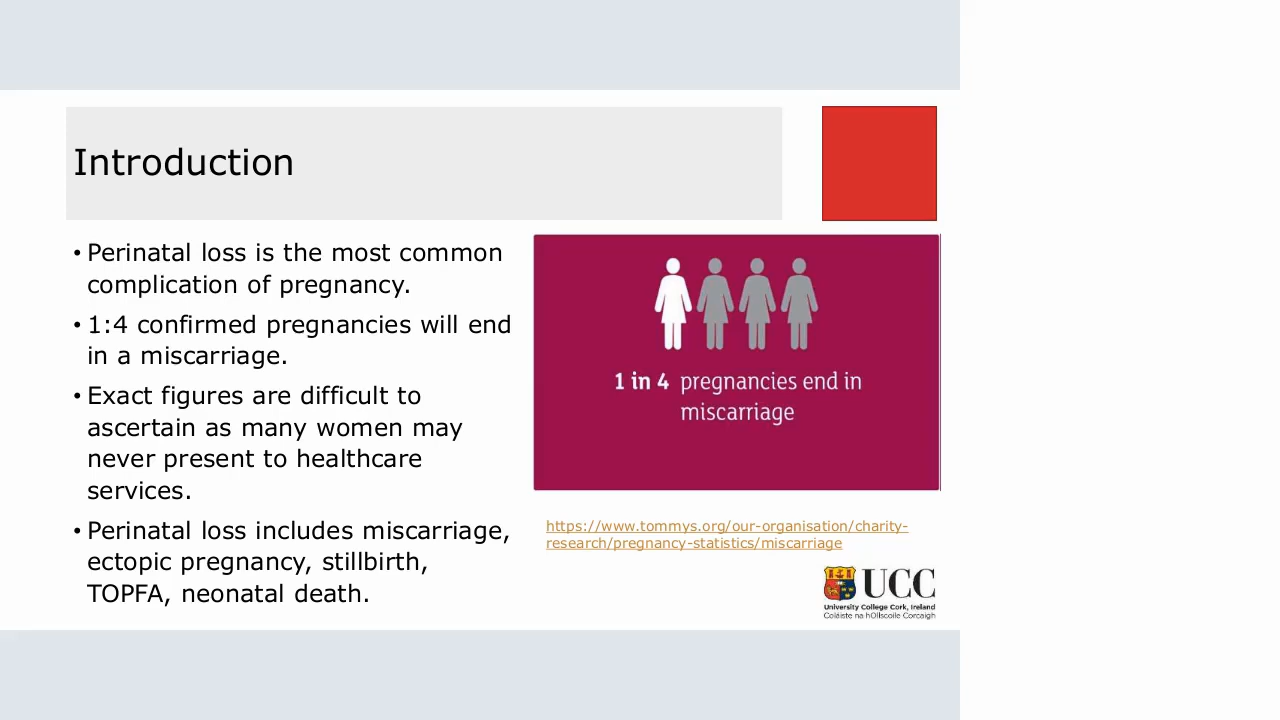 Introduction
• Perinatal loss is the most common
complication of pregnancy.
• 1:4 confirmed pregnancies will end
in a miscarriage.
• Exact figures are difficult to
ascertain as many women may
never present to healthcare
services.
• Perinatal loss includes miscarriage,
ectopic pregnancy, stillbirth,
TOPFA, neonatal death.
1 in 4 pregnancies end in
miscarriage
https://www.tommys.org/our-organisation/charity-
research/pregnancy-statistics/miscarriage
UCC
University College Cork, Ireland
Coláiste na hOllscoile Corcaigh